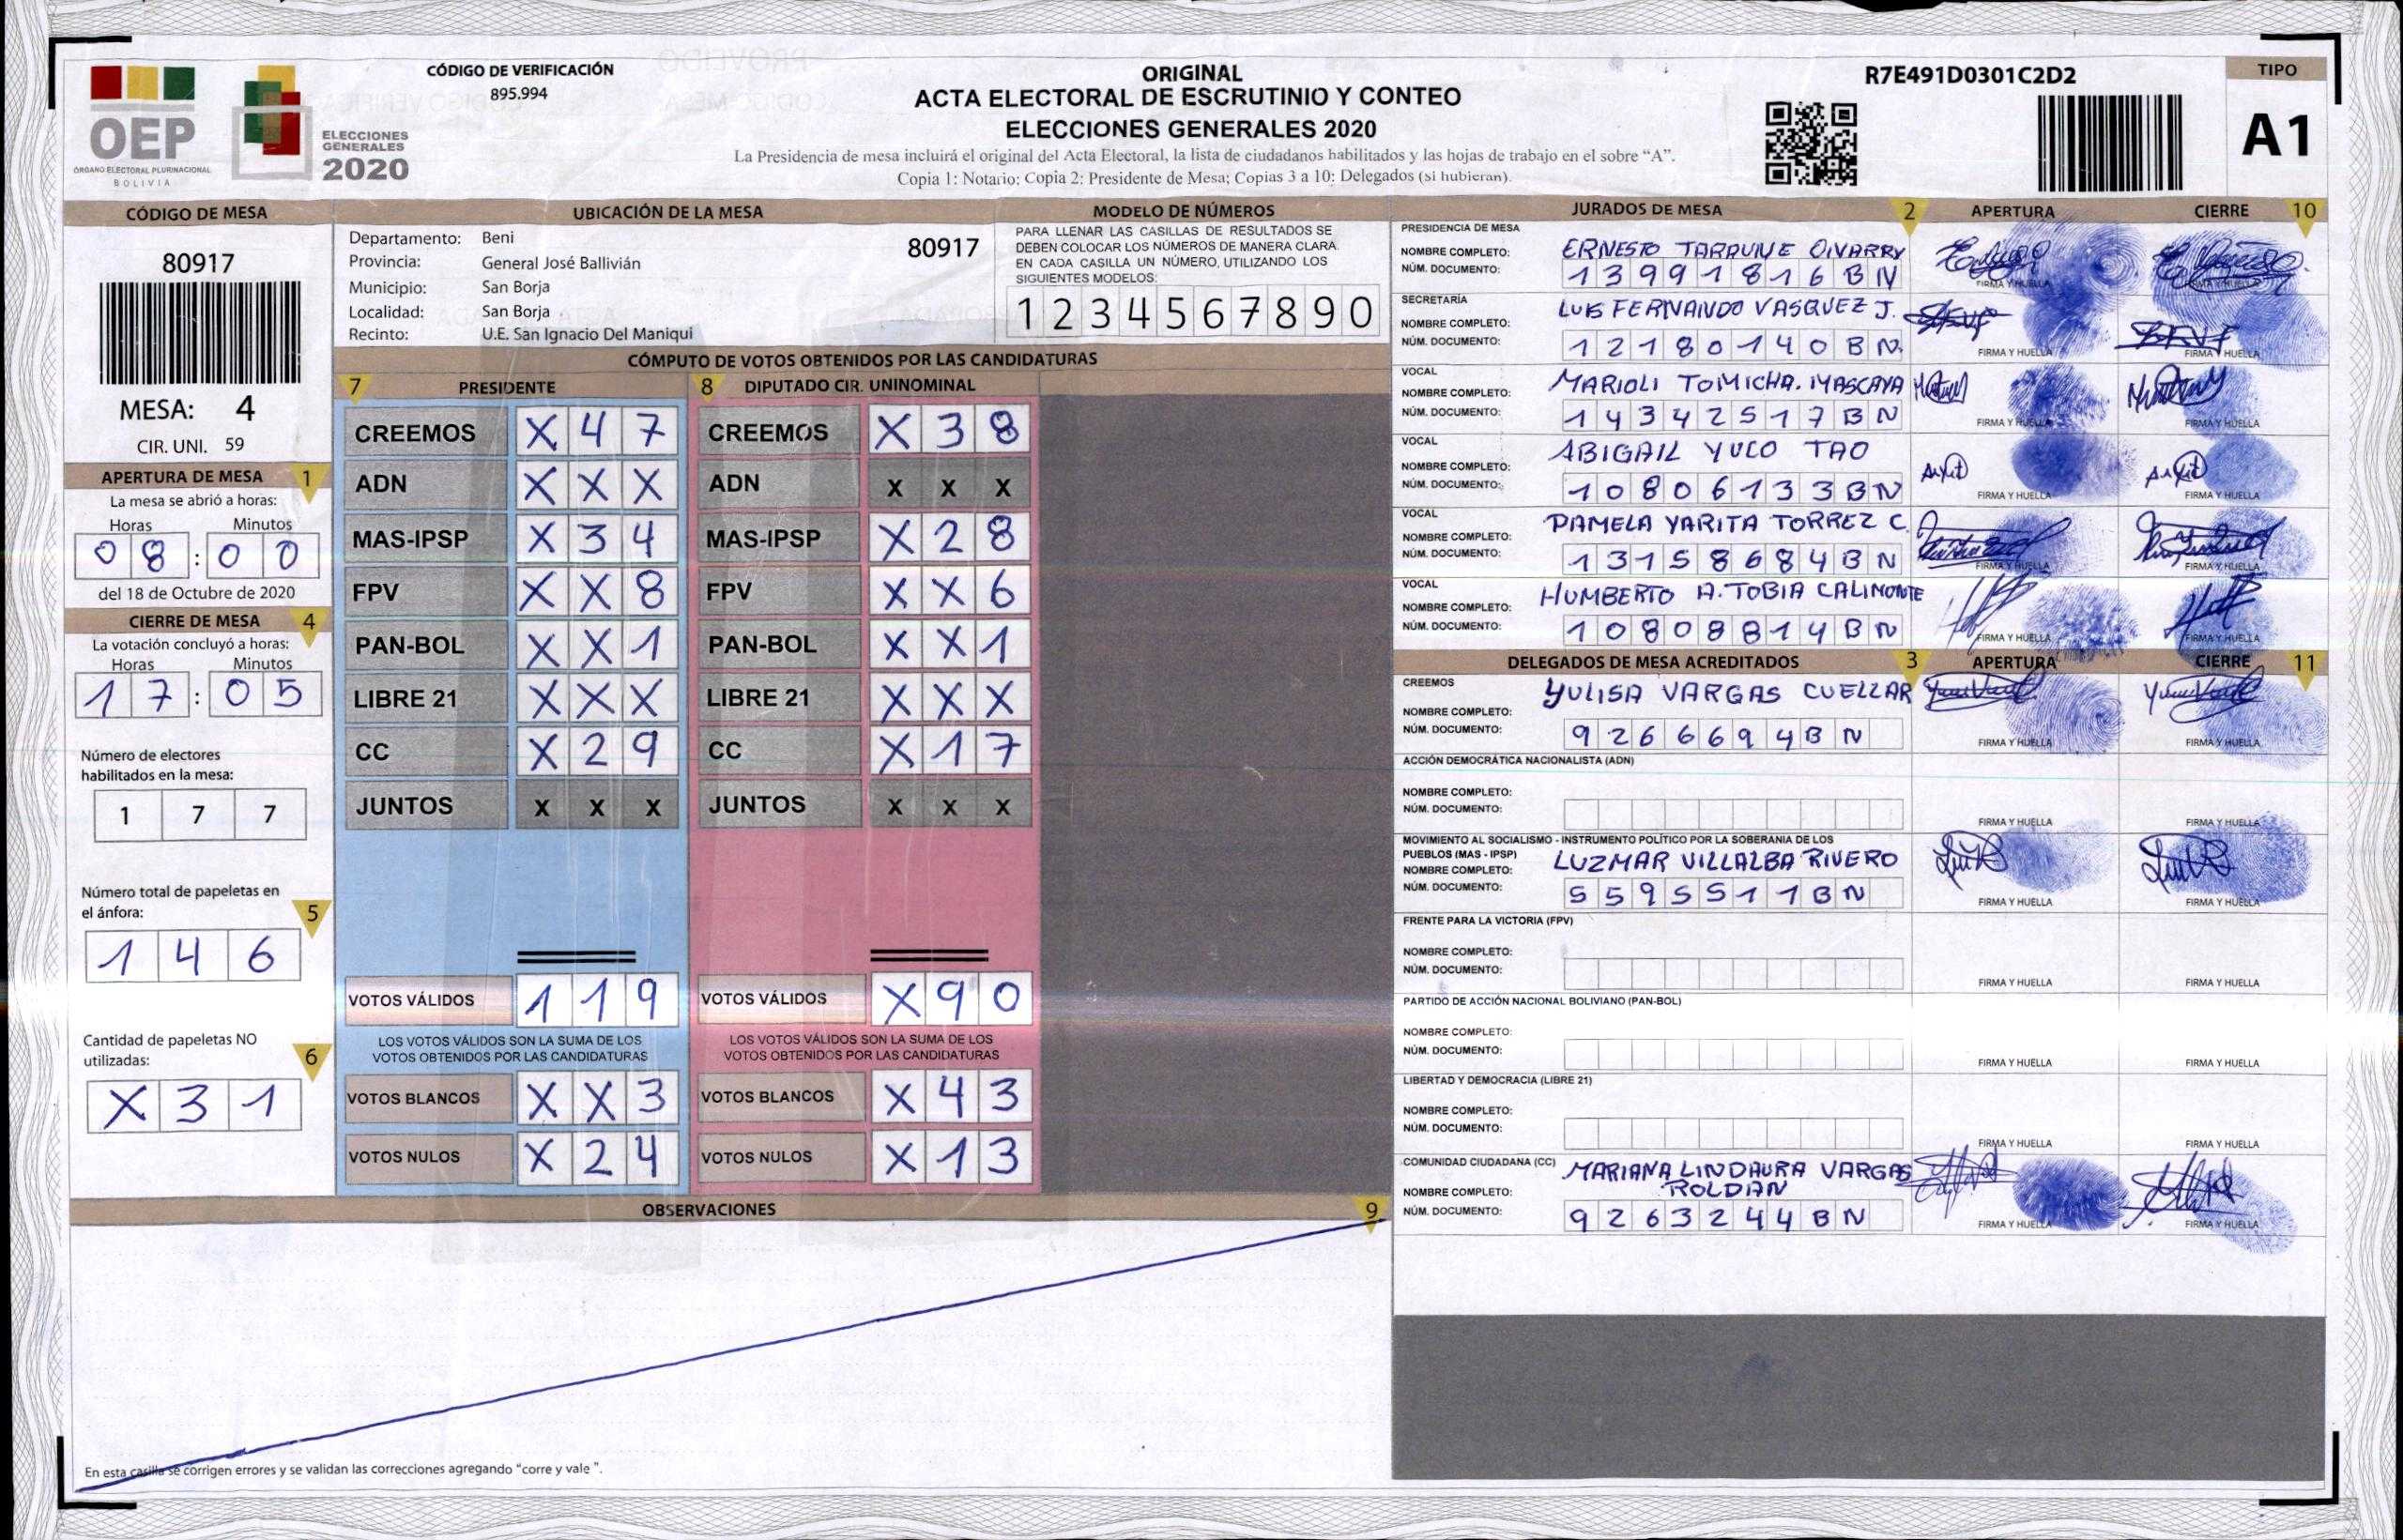 OEP
ÓRGANO ELECTORAL PLURINACIONAL
BOLIVIA
ELECCIONES
GENERALES
2020
CÓDIGO DE VERIFICACIÓN
895.994
ORIGINAL
ACTA ELECTORAL DE ESCRUTINIO Y CONTEO
ELECCIONES GENERALES 2020
La Presidencia de mesa incluirá el original del Acta Electoral, la lista de ciudadanos habilitados y las hojas de trabajo en el sobre “A”.
Copia 1: Notario; Copia 2: Presidente de Mesa; Copias 3 a 10: Delegados (si hubieran).
R7E491D0301C2D2
TIPO
A1
CÓDIGO DE MESA
80917
MESA: 4
CIR. UNI. 59
APERTURA DE MESA 1
La mesa se abrió a horas:
Horas Minutos
08:00
del 18 de Octubre de 2020
CIERRE DE MESA 4
La votación concluyó a horas:
Horas Minutos
17:05
Número de electores
habilitados en la mesa:
1 7 7
Número total de papeletas en
el ánfora: 5
1 4 6
Cantidad de papeletas NO
utilizadas: 6
X 3 1
UBICACIÓN DE LA MESA
Departamento: Beni
80917
Provincia: General José Ballivián
Municipio: San Borja
Localidad: San Borja
Recinto: U.E. San Ignacio Del Maniqui
MODELO DE NÚMEROS
PARA LLENAR LAS CASILLAS DE RESULTADOS SE
DEBEN COLOCAR LOS NÚMEROS DE MANERA CLARA.
EN CADA CASILLA UN NÚMERO, UTILIZANDO LOS
SIGUIENTES MODELOS:
1 2 3 4 5 6 7 8 9 0
CÓMPUTO DE VOTOS OBTENIDOS POR LAS CANDIDATURAS
7 PRESIDENTE
CREEMOS X 4 7
ADN X X X
MAS-IPSP X 3 4
FPV X X 8
PAN-BOL X X 1
LIBRE 21 X X X
CC X 2 9
JUNTOS X X X
VOTOS VÁLIDOS 1 1 9
LOS VOTOS VÁLIDOS SON LA SUMA DE LOS
VOTOS OBTENIDOS POR LAS CANDIDATURAS
VOTOS BLANCOS X X 3
VOTOS NULOS X 2 4
8 DIPUTADO CIR. UNINOMINAL
CREEMOS X 3 8
ADN X X X
MAS-IPSP X 2 8
FPV X X 6
PAN-BOL X X 1
LIBRE 21 X X X
CC X 1 7
JUNTOS X X X
VOTOS VÁLIDOS X 9 0
LOS VOTOS VÁLIDOS SON LA SUMA DE LOS
VOTOS OBTENIDOS POR LAS CANDIDATURAS
VOTOS BLANCOS X 4 3
VOTOS NULOS X 1 3
OBSERVACIONES 9
En esta casilla se corrigen errores y se validan las correcciones agregando “corre y vale ”.
JURADOS DE MESA 2 APERTURA CIERRE 10
PRESIDENCIA DE MESA
NOMBRE COMPLETO: ERNESTO
NÚM. DOCUMENTO: 13991816BN
FIRMA Y HUELLA FIRMA Y HUELLA
SECRETARÍA
NOMBRE COMPLETO: LUIS FERNANDO VASQUEZ J.
NÚM. DOCUMENTO: 12180140BN
FIRMA Y HUELLA FIRMA Y HUELLA
VOCAL
NOMBRE COMPLETO: MARIOLI TOMICHA. MASCAYA
NÚM. DOCUMENTO: 14342517BN
FIRMA Y HUELLA FIRMA Y HUELLA
VOCAL
NOMBRE COMPLETO: ABIGAIL YUCO TAO
NÚM. DOCUMENTO: 10806133BN
FIRMA Y HUELLA FIRMA Y HUELLA
VOCAL
NOMBRE COMPLETO: PAMELA YARITA TORREZ C.
NÚM. DOCUMENTO: 13158684BN
FIRMA Y HUELLA FIRMA Y HUELLA
VOCAL
NOMBRE COMPLETO: HUMBERTO A. TOBIA
NÚM. DOCUMENTO: 10808814BN
FIRMA Y HUELLA FIRMA Y HUELLA
DELEGADOS DE MESA ACREDITADOS 3 APERTURA CIERRE 11
CREEMOS
NOMBRE COMPLETO: YULISA VARGAS CUELLAR
NÚM. DOCUMENTO: 9266694BN
FIRMA Y HUELLA FIRMA Y HUELLA
ACCIÓN DEMOCRÁTICA NACIONALISTA (ADN)
NOMBRE COMPLETO:
NÚM. DOCUMENTO:
FIRMA Y HUELLA FIRMA Y HUELLA
MOVIMIENTO AL SOCIALISMO - INSTRUMENTO POLÍTICO POR LA SOBERANIA DE LOS
PUEBLOS (MAS - IPSP)
NOMBRE COMPLETO: LUZMAR VILLALBA RIVERO
NÚM. DOCUMENTO: 5595511BN
FIRMA Y HUELLA FIRMA Y HUELLA
FRENTE PARA LA VICTORIA (FPV)
NOMBRE COMPLETO:
NÚM. DOCUMENTO:
FIRMA Y HUELLA FIRMA Y HUELLA
PARTIDO DE ACCIÓN NACIONAL BOLIVIANO (PAN-BOL)
NOMBRE COMPLETO:
NÚM. DOCUMENTO:
FIRMA Y HUELLA FIRMA Y HUELLA
LIBERTAD Y DEMOCRACIA (LIBRE 21)
NOMBRE COMPLETO:
NÚM. DOCUMENTO:
FIRMA Y HUELLA FIRMA Y HUELLA
COMUNIDAD CIUDADANA (CC)
NOMBRE COMPLETO: MARIANA LINDAURA VARGAS
ROLDAN
NÚM. DOCUMENTO: 9263244BN
FIRMA Y HUELLA FIRMA Y HUELLA